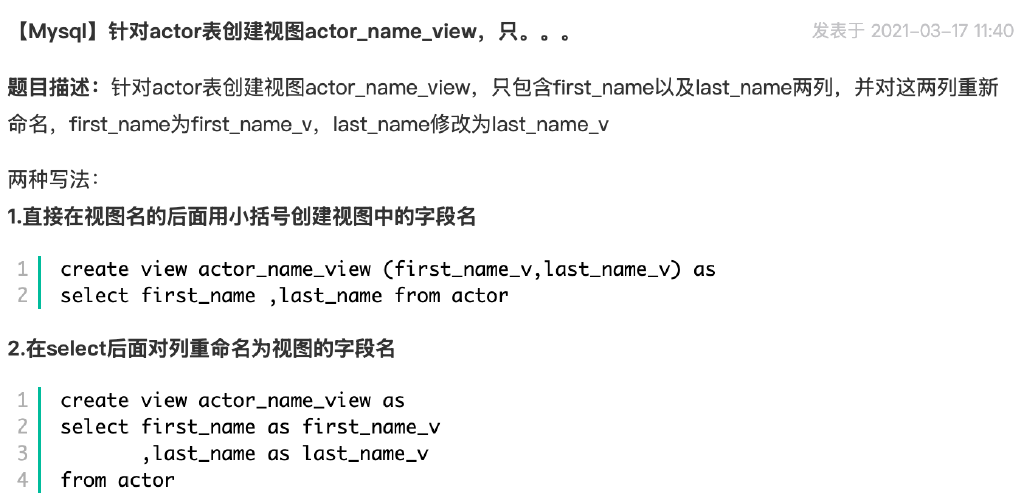 【Mysql】针对actor表创建视图actor_name_view，只。。。
发表于 2021-03-17 11:40
题目描述：针对actor表创建视图actor_name_view，只包含first_name以及last_name两列，并对这两列重新
命名，first_name为first_name_v，last_name修改为last_name_v
两种写法：
1.直接在视图名的后面用小括号创建视图中的字段名
1 create view actor_name_view (first_name_v,last_name_v) as
2 select first_name ,last_name from actor
2.在select后面对列重命名为视图的字段名
1 create view actor_name_view as
2 select first_name as first_name_v
3        ,last_name as last_name_v
4 from actor